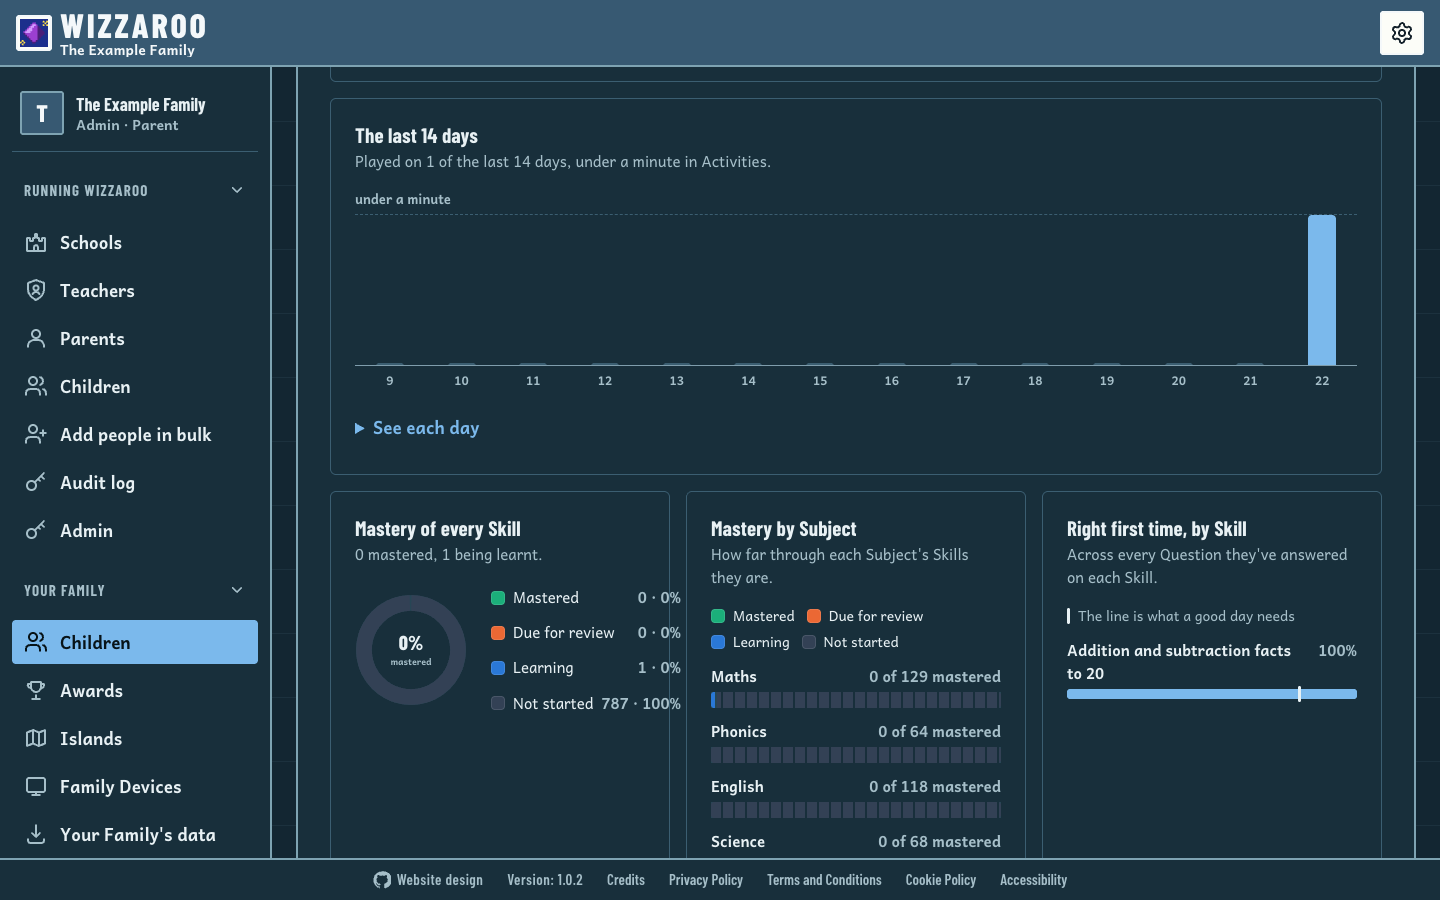 WIZZAROO
The Example Family
T
The Example Family
Admin · Parent
RUNNING WIZZAROO
Schools
Teachers
Parents
Children
Add people in bulk
Audit log
Admin
YOUR FAMILY
Children
Awards
Islands
Family Devices
Your Family's data
The last 14 days
Played on 1 of the last 14 days, under a minute in Activities.
under a minute
9 10 11 12 13 14 15 16 17 18 19 20 21 22
See each day
Mastery of every Skill
0 mastered, 1 being learnt.
0%
mastered
Mastered 0 · 0%
Due for review 0 · 0%
Learning 1 · 0%
Not started 787 · 100%
Mastery by Subject
How far through each Subject's Skills
they are.
Mastered Due for review
Learning Not started
Maths 0 of 129 mastered
Phonics 0 of 64 mastered
English 0 of 118 mastered
Science 0 of 68 mastered
Right first time, by Skill
Across every Question they've answered
on each Skill.
The line is what a good day needs
Addition and subtraction facts 100%
to 20
Website design Version: 1.0.2 Credits Privacy Policy Terms and Conditions Cookie Policy Accessibility